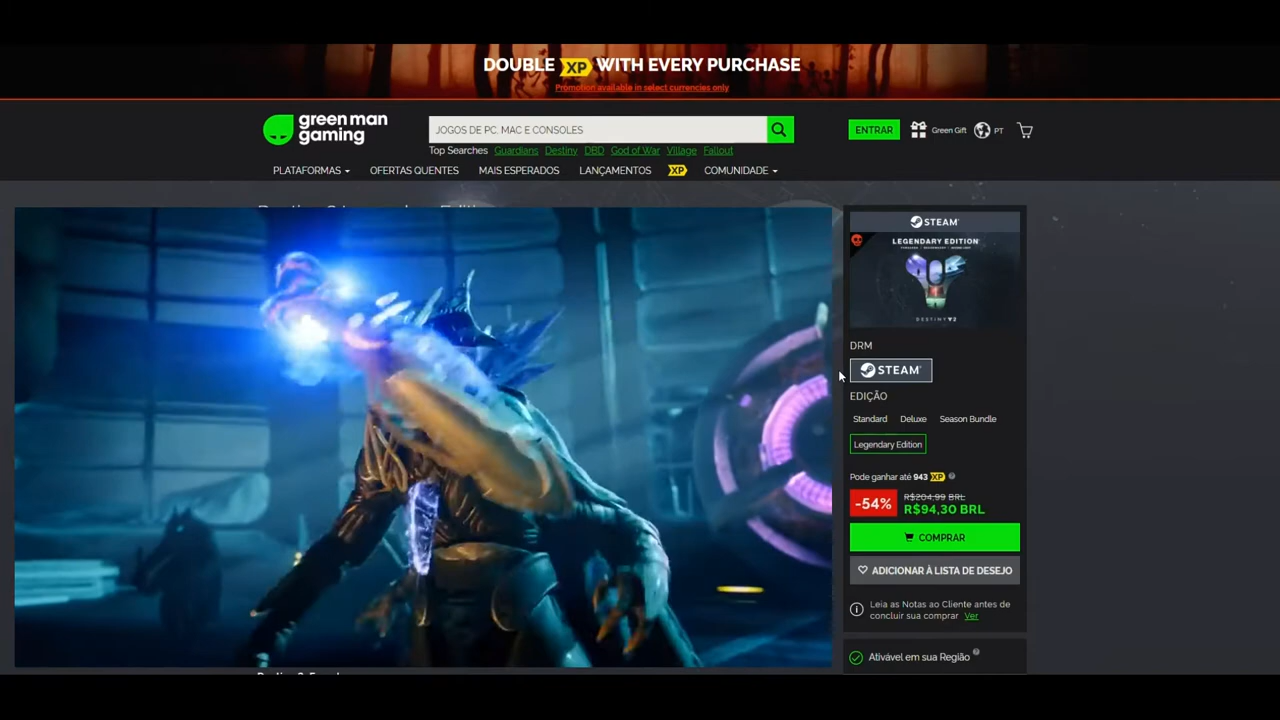 DOUBLE XP WITH EVERY PURCHASE
Promotion available in select currencies only
green man gaming
JOGOS DE PC, MAC E CONSOLES
ENTRAR
Green Gift
PT
Top Searches Guardians Destiny DBD God of War Village Fallout
PLATAFORMAS OFERTAS QUENTES MAIS ESPERADOS LANÇAMENTOS XP COMUNIDADE
STEAM
LEGENDARY EDITION
DESTINY 2
DRM
STEAM
EDIÇÃO
Standard Deluxe Season Bundle
Legendary Edition
Pode ganhar até 943 XP
-54%
R$204,99 BRL
R$94,30 BRL
COMPRAR
ADICIONAR À LISTA DE DESEJO
Leia as Notas ao Cliente antes de
concluir sua comprar Ver
Ativável em sua Região